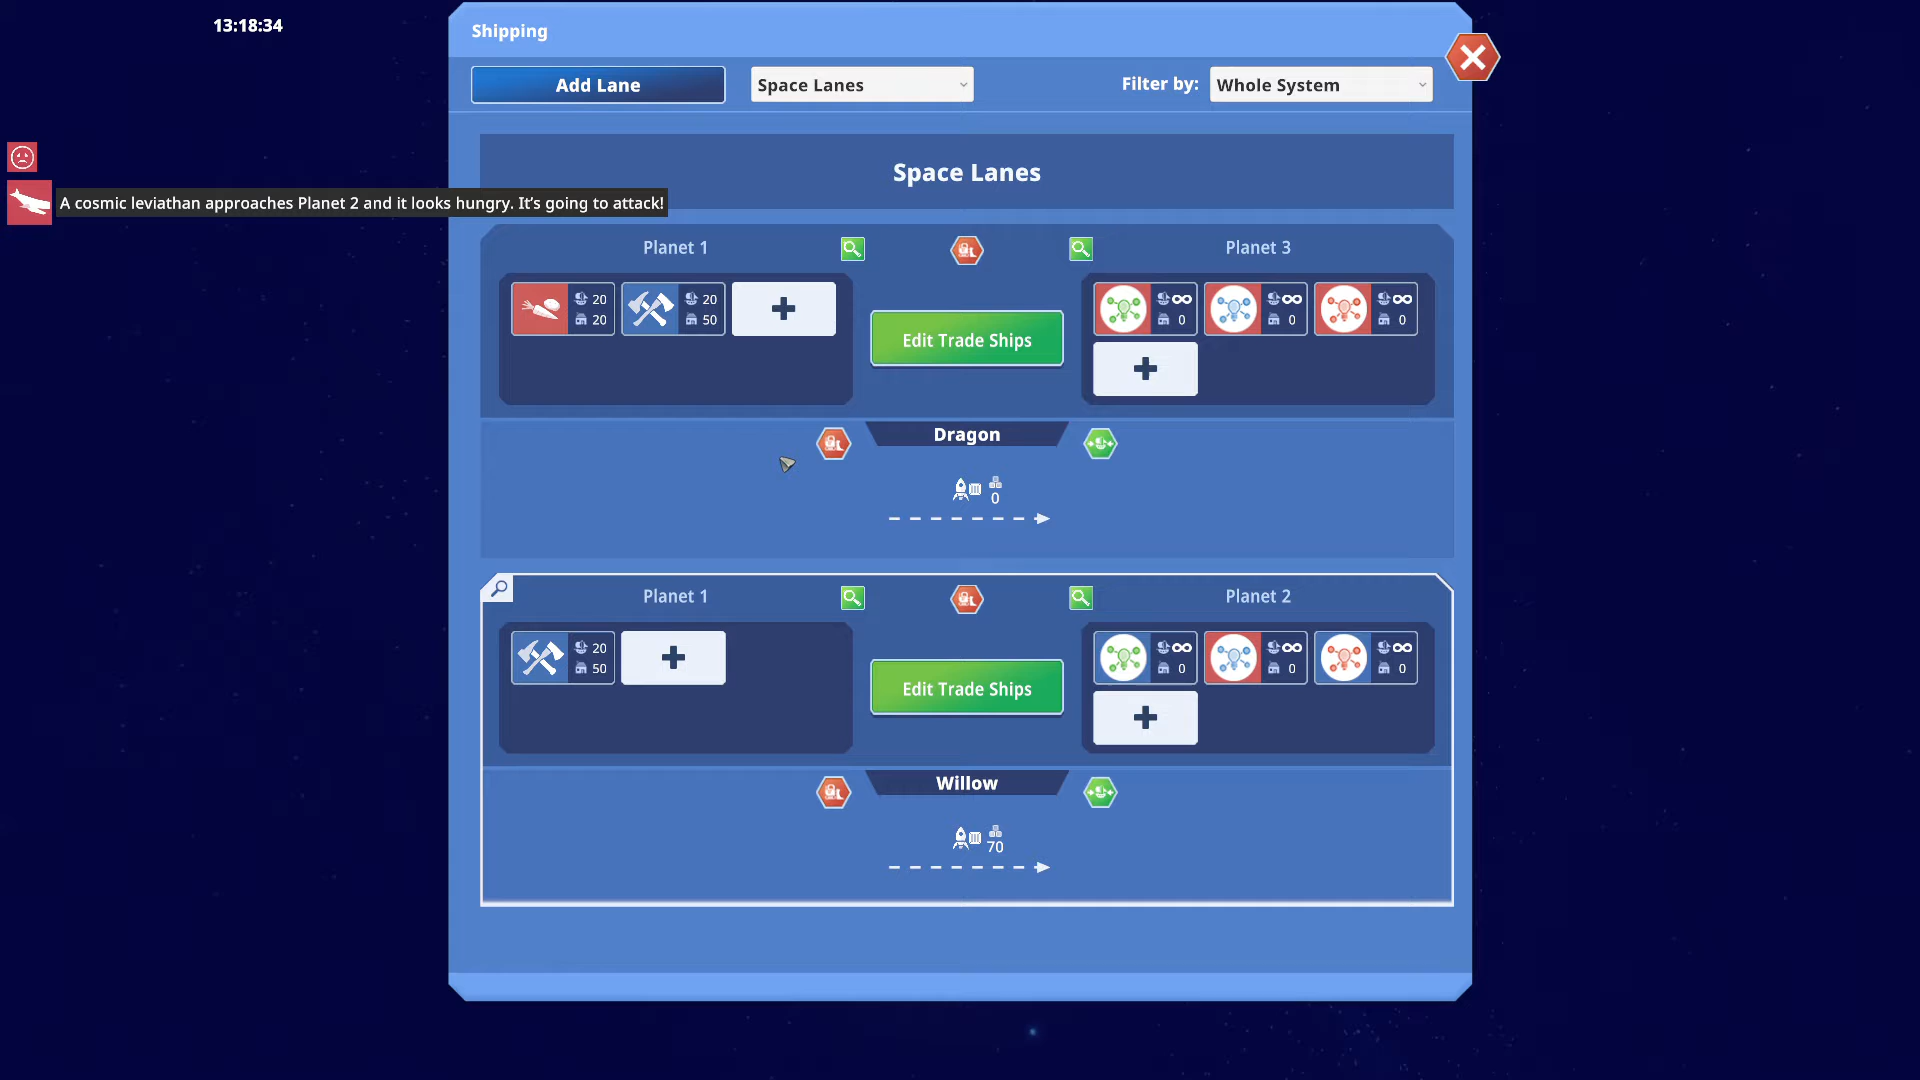 13:18:34
Shipping
Add Lane
Space Lanes
Filter by:
Whole System
Space Lanes
A cosmic leviathan approaches Planet 2 and it looks hungry. It's going to attack!
Planet 1
Planet 3
20
20
20
50
Edit Trade Ships
∞
0
∞
0
∞
0
Dragon
0
Planet 1
Planet 2
20
50
Edit Trade Ships
∞
0
∞
0
∞
0
Willow
70